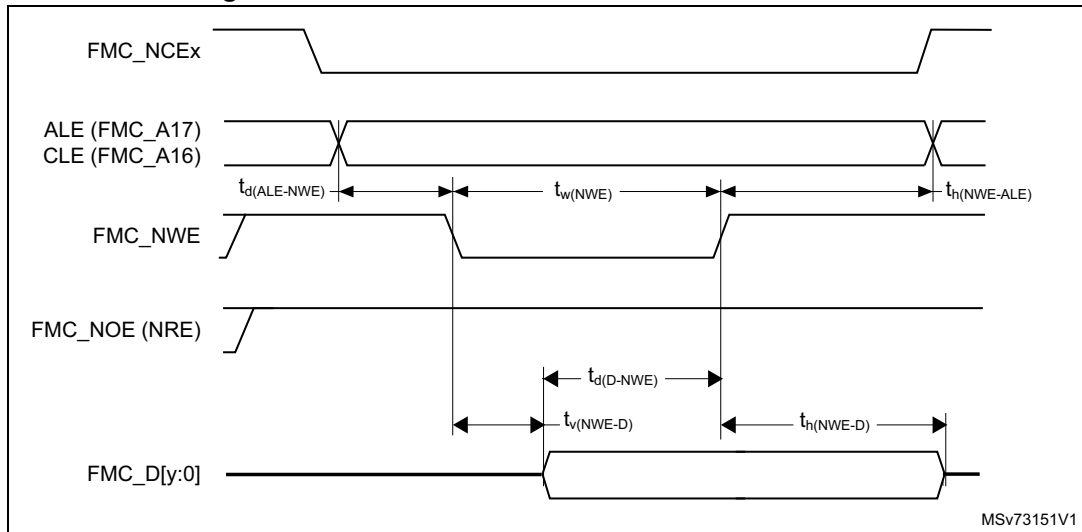 FMC_NCEx
ALE (FMC_A17)
CLE (FMC_A16)
td(ALE-NWE) tw(NWE) th(NWE-ALE)
FMC_NWE
FMC_NOE (NRE)
td(D-NWE)
tv(NWE-D) th(NWE-D)
FMC_D[y:0]
MSv73151V1